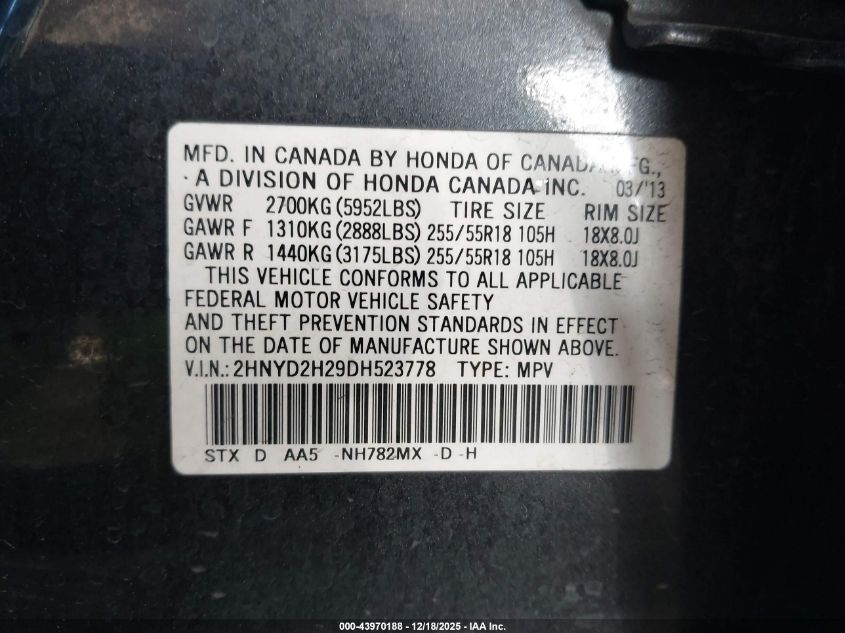 MFD. IN CANADA BY HONDA OF CANADA MFG.,
A DIVISION OF HONDA CANADA INC. 03/'13
GVWR 2700KG (5952LBS) TIRE SIZE RIM SIZE
GAWR F 1310KG (2888LBS) 255/55R18 105H 18X8.0J
GAWR R 1440KG (3175LBS) 255/55R18 105H 18X8.0J
THIS VEHICLE CONFORMS TO ALL APPLICABLE
FEDERAL MOTOR VEHICLE SAFETY
AND THEFT PREVENTION STANDARDS IN EFFECT
ON THE DATE OF MANUFACTURE SHOWN ABOVE.
V.I.N.: 2HNYD2H29DH523778 TYPE: MPV
STX D AA5 -NH782MX -D -H
000-43970188 - 12/18/2025 - IAA Inc.